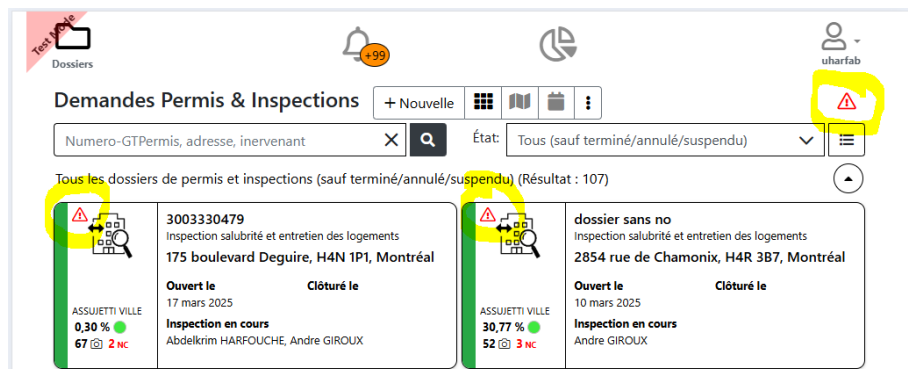 Test Mode
Dossiers
+99
uharfab
Demandes Permis & Inspections
+ Nouvelle
Numero-GTPermis, adresse, inervenant
État:
Tous (sauf terminé/annulé/suspendu)
Tous les dossiers de permis et inspections (sauf terminé/annulé/suspendu) (Résultat : 107)
3003330479
Inspection salubrité et entretien des logements
175 boulevard Deguire, H4N 1P1, Montréal
Ouvert le Clôturé le
17 mars 2025
ASSUJETTI VILLE
0,30 %
67 2 NC
Inspection en cours
Abdelkrim HARFOUCHE, Andre GIROUX
dossier sans no
Inspection salubrité et entretien des logements
2854 rue de Chamonix, H4R 3B7, Montréal
Ouvert le Clôturé le
10 mars 2025
ASSUJETTI VILLE
30,77 %
52 3 NC
Inspection en cours
Andre GIROUX